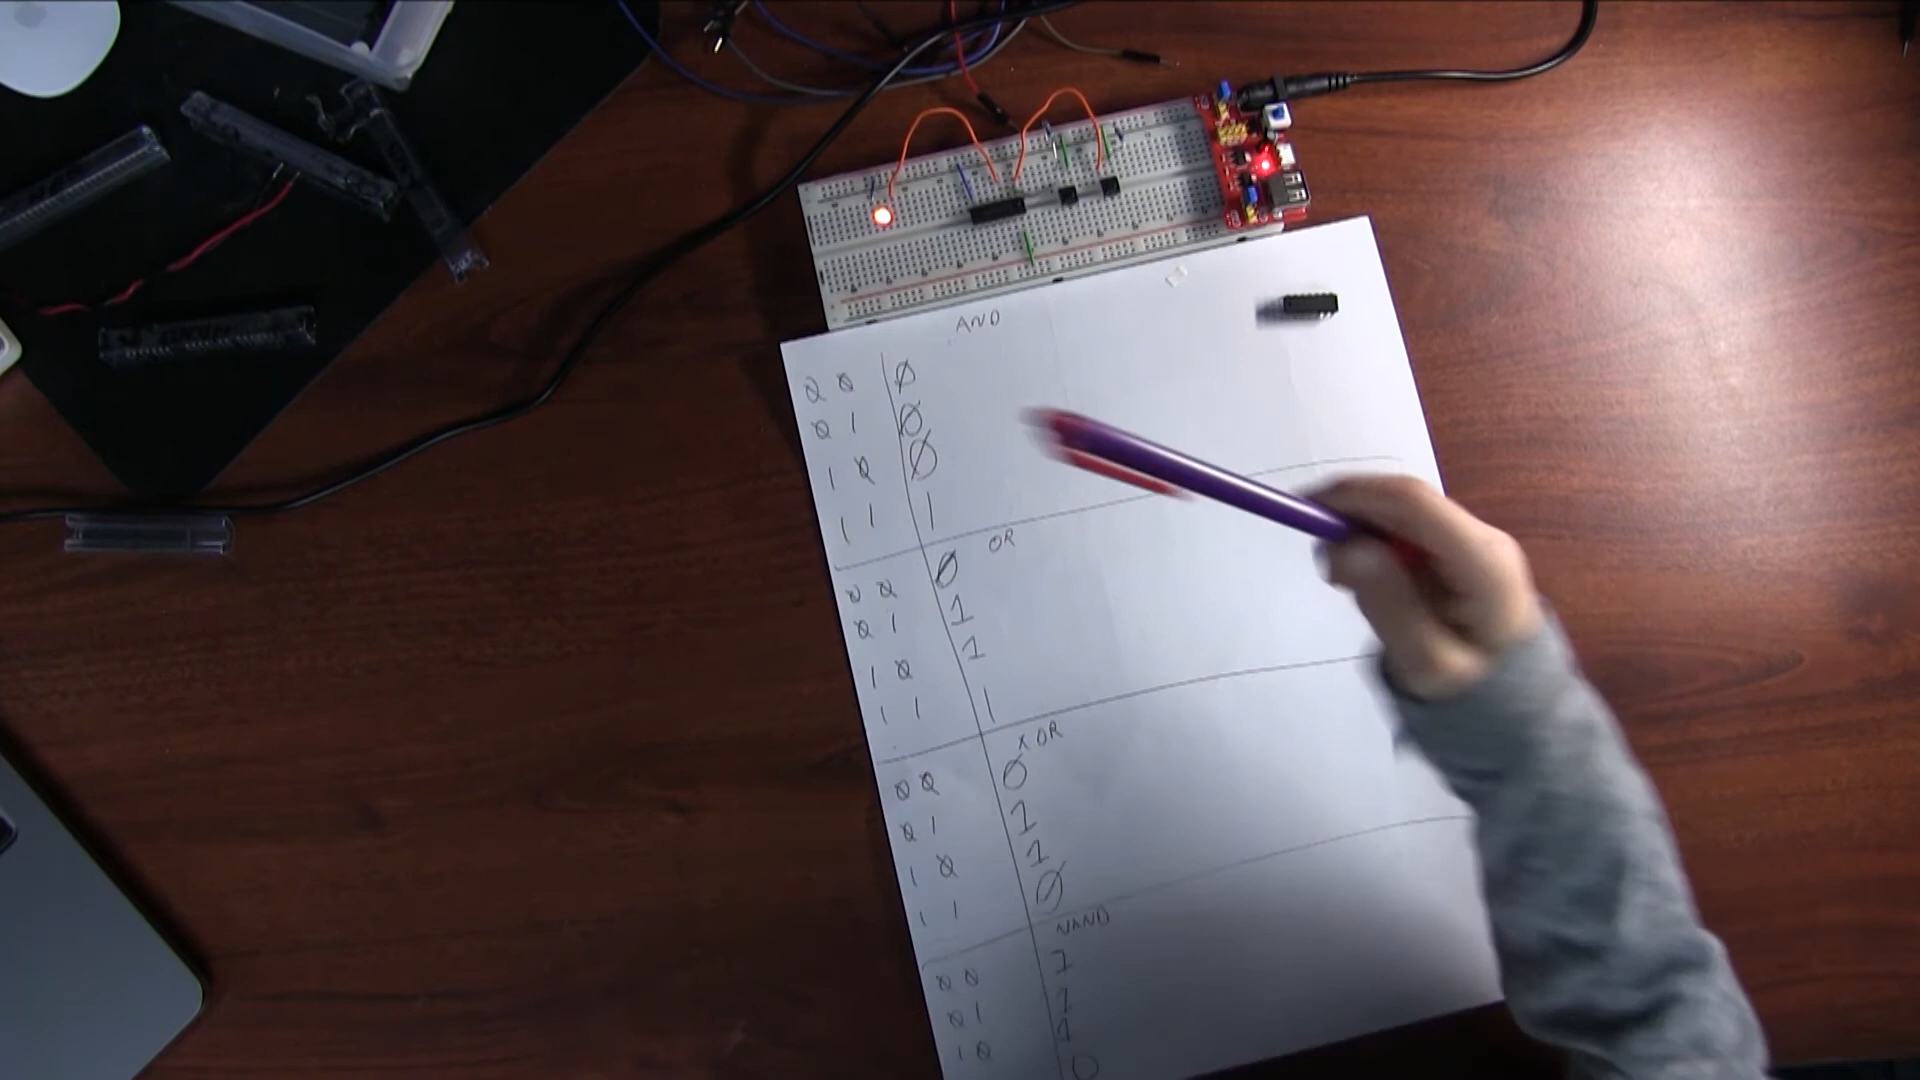 AND
0 0 0
0 1 0
1 0 0
1 1 1
OR
0 0 0
0 1 1
1 0 1
1 1 1
XOR
0 0 0
0 1 1
1 0 1
1 1 0
NAND
0 0 1
0 1 1
1 0 1
0